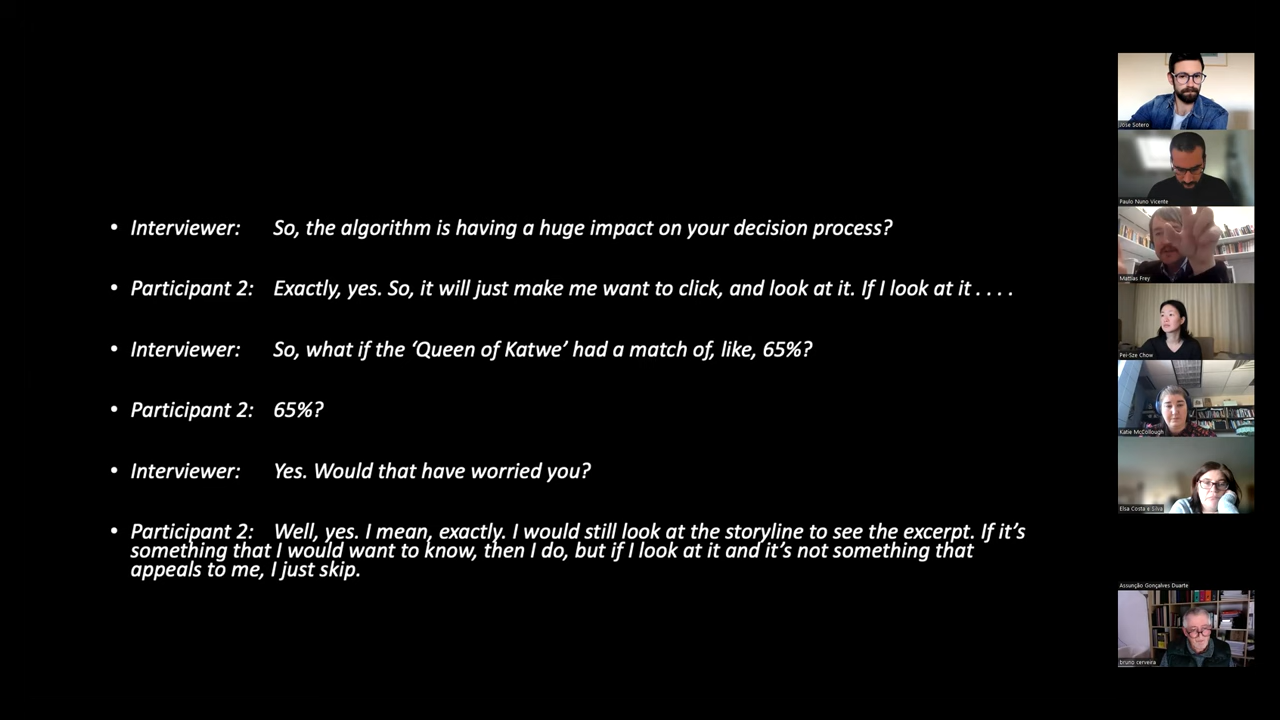 • Interviewer: So, the algorithm is having a huge impact on your decision process?
• Participant 2: Exactly, yes. So, it will just make me want to click, and look at it. If I look at it . . . .
• Interviewer: So, what if the ‘Queen of Katwe’ had a match of, like, 65%?
• Participant 2: 65%?
• Interviewer: Yes. Would that have worried you?
• Participant 2: Well, yes. I mean, exactly. I would still look at the storyline to see the excerpt. If it’s
something that I would want to know, then I do, but if I look at it and it’s not something that
appeals to me, I just skip.
Jose Sotero
Paulo Nuno Vicente
Mattias Frey
Pei-Sze Chow
Katie McCollough
Elsa Costa e Silva
Assunção Gonçalves Duarte
bruno cerveira